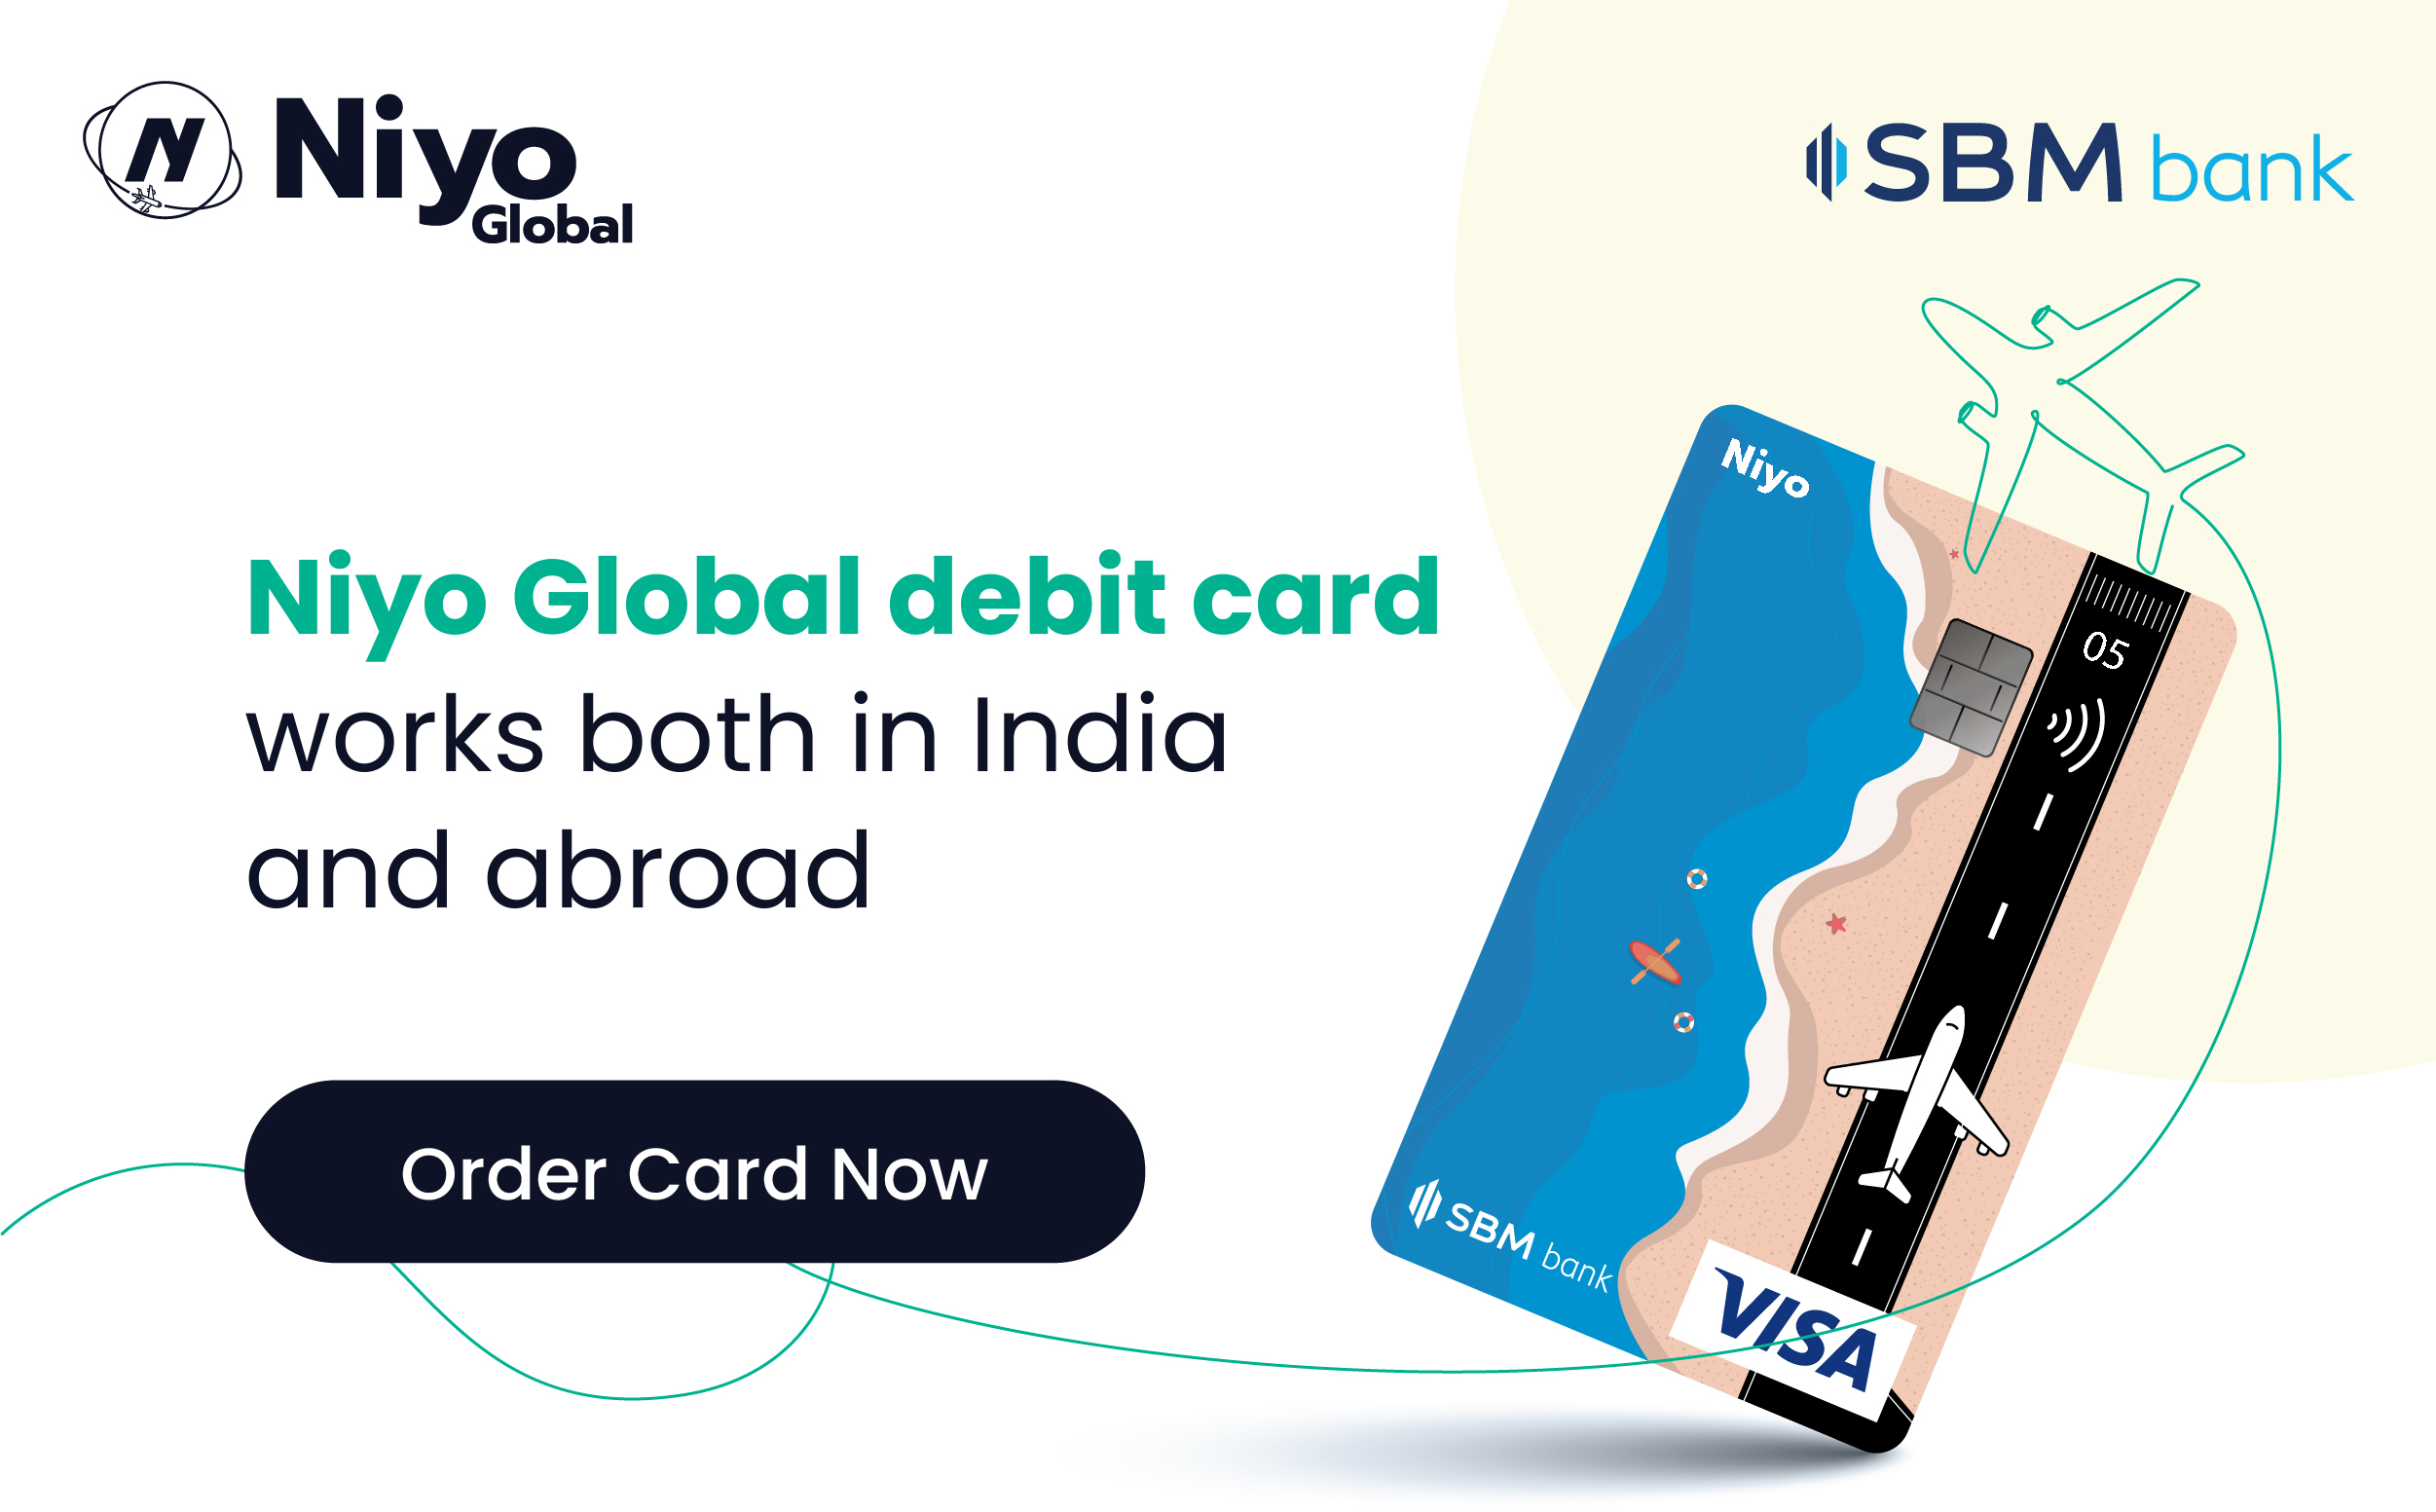 N
Niyo
Global
SBM bank
Niyo Global debit card
works both in India
and abroad
Order Card Now
Niyo
05
SBM bank
VISA